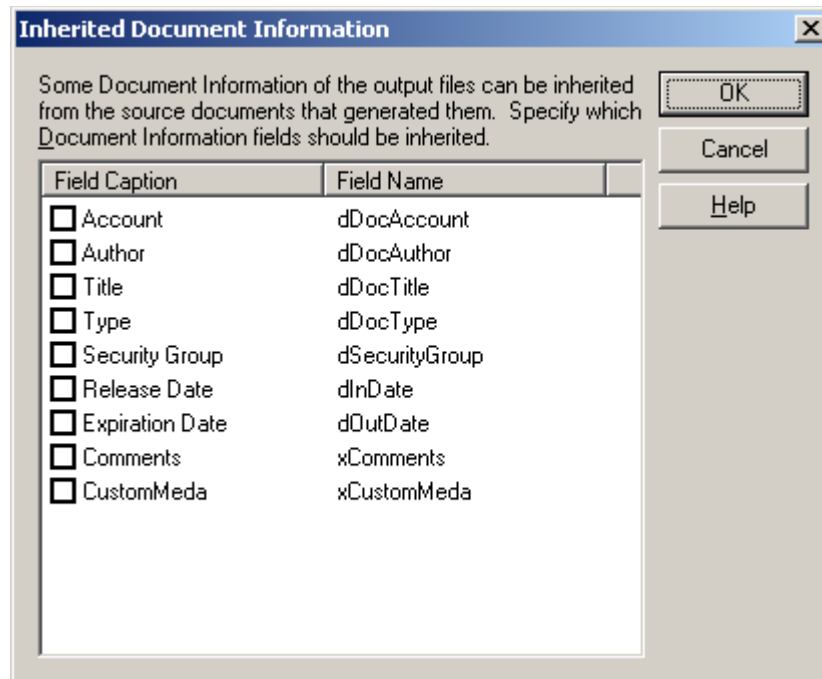 Inherited Document Information
Some Document Information of the output files can be inherited
from the source documents that generated them. Specify which
Document Information fields should be inherited.
OK
Cancel
Help
Field Caption Field Name
Account dDocAccount
Author dDocAuthor
Title dDocTitle
Type dDocType
Security Group dSecurityGroup
Release Date dInDate
Expiration Date dOutDate
Comments xComments
CustomMeda xCustomMeda